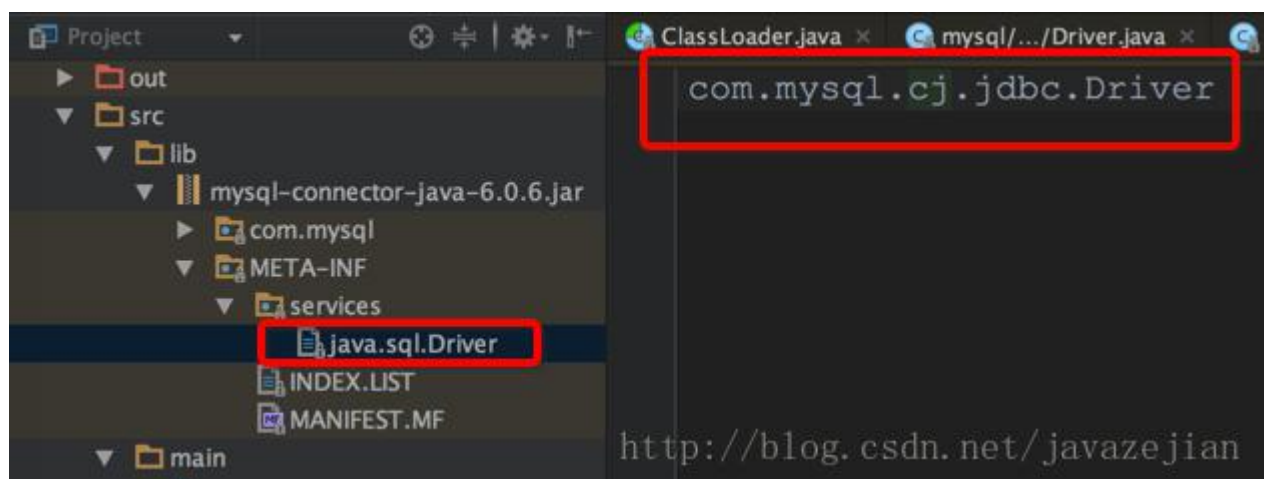 Project
out
src
lib
mysql-connector-java-6.0.6.jar
com.mysql
META-INF
services
java.sql.Driver
INDEX.LIST
MANIFEST.MF
main
ClassLoader.java
mysql/.../Driver.java
com.mysql.cj.jdbc.Driver
http://blog.csdn.net/javazejian